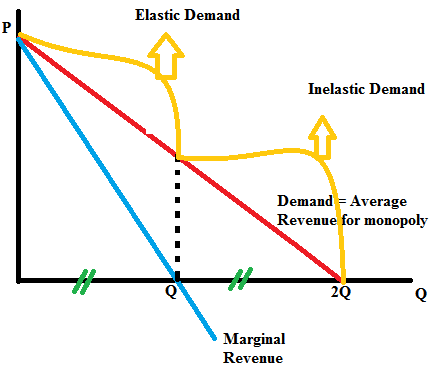 Elastic Demand
P
Inelastic Demand
Demand = Average
Revenue for monopoly
Q
2Q
Q
Marginal
Revenue